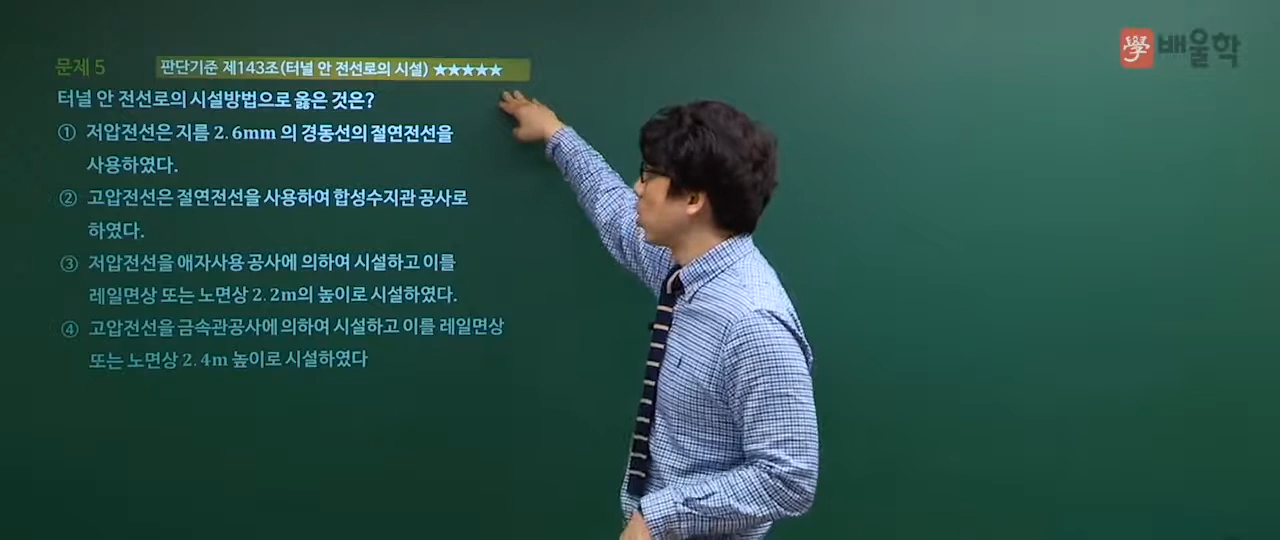 學 배울학
문제 5
판단기준 제143조(터널 안 전선로의 시설) ★★★★★
터널 안 전선로의 시설방법으로 옳은 것은?
① 저압전선은 지름 2.6mm 의 경동선의 절연전선을
사용하였다.
② 고압전선은 절연전선을 사용하여 합성수지관 공사로
하였다.
③ 저압전선을 애자사용 공사에 의하여 시설하고 이를
레일면상 또는 노면상 2.2m의 높이로 시설하였다.
④ 고압전선을 금속관공사에 의하여 시설하고 이를 레일면상
또는 노면상 2.4m 높이로 시설하였다